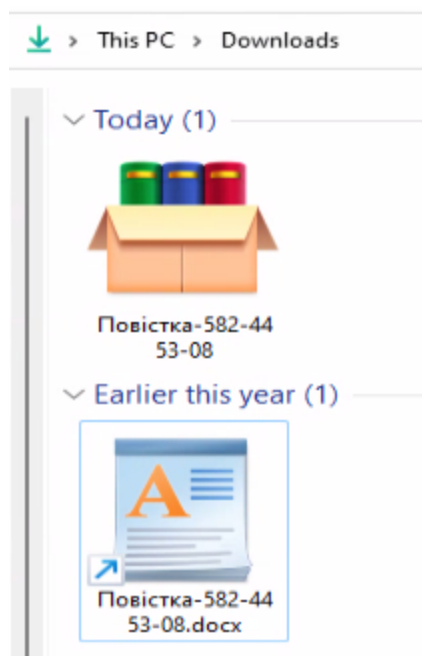 This PC > Downloads
Today (1)
Повістка-582-44
53-08
Earlier this year (1)
A
Повістка-582-44
53-08.docx